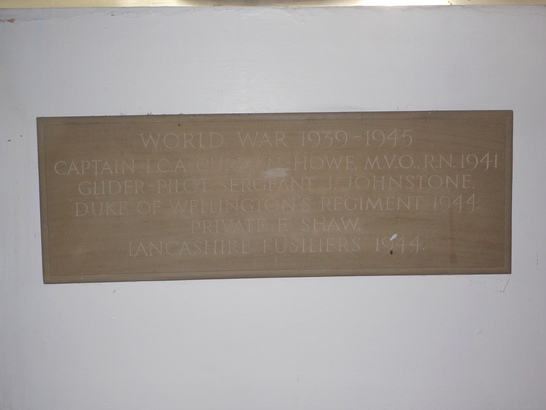 WORLD WAR 1939-1945
CAPTAIN L.C.A. CURZON-HOWE, M.V.O. R.N. 1941
GLIDER-PILOT SERGEANT J. JOHNSTONE,
DUKE OF WELLINGTON'S REGIMENT 1944.
PRIVATE F. SHAW,
LANCASHIRE FUSILIERS 1944.